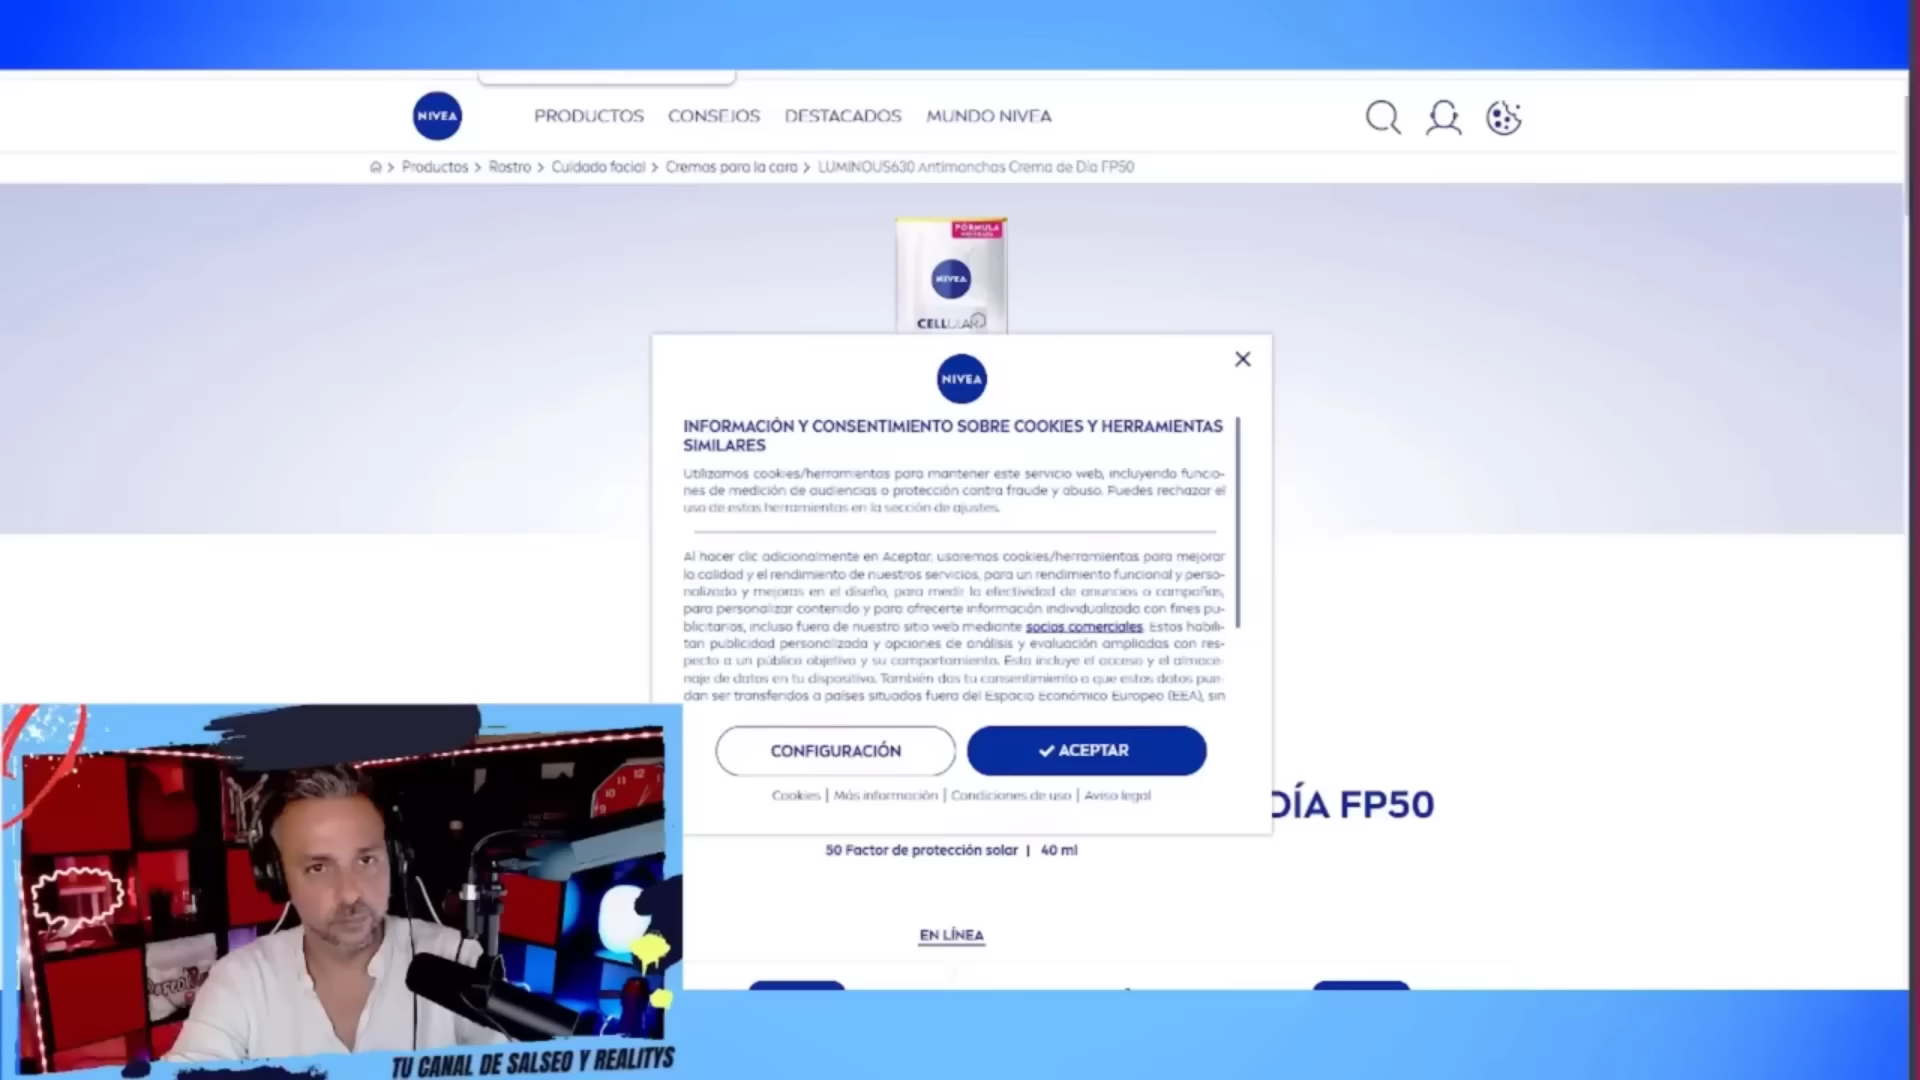 NIVEA
PRODUCTOS CONSEJOS DESTACADOS MUNDO NIVEA
> Productos > Rostro > Cuidado facial > Cremas para la cara > LUMINOUS630 Antimanchas Crema de Día FP50
FÓRMULA
NIVEA
CELLULAR
NIVEA
INFORMACIÓN Y CONSENTIMIENTO SOBRE COOKIES Y HERRAMIENTAS
SIMILARES
Utilizamos cookies/herramientas para mantener este servicio web, incluyendo funcio-
nes de medición de audiencias o protección contra fraude y abuso. Puedes rechazar el
uso de estas herramientas en la sección de ajustes.
Al hacer clic adicionalmente en Aceptar, usaremos cookies/herramientas para mejorar
la calidad y el rendimiento de nuestros servicios, para un rendimiento funcional y perso-
nalizado y mejoras en el diseño, para medir la efectividad de anuncios o campañas,
para personalizar contenido y para ofrecerte información individualizada con fines pu-
blicitarios, incluso fuera de nuestro sitio web mediante socios comerciales. Estos habili-
tan publicidad personalizada y opciones de análisis y evaluación ampliadas con res-
pecto a un público objetivo y su comportamiento. Esto incluye el acceso y el almace-
naje de datos en tu dispositivo. También das tu consentimiento a que estos datos pue-
dan ser transferidos a países situados fuera del Espacio Económico Europeo (EEA), sin
CONFIGURACIÓN ✓ ACEPTAR
Cookies | Más información | Condiciones de uso | Aviso legal
DÍA FP50
50 Factor de protección solar | 40 ml
EN LÍNEA
11 12
10
9
TU CANAL DE SALSEO Y REALITYS